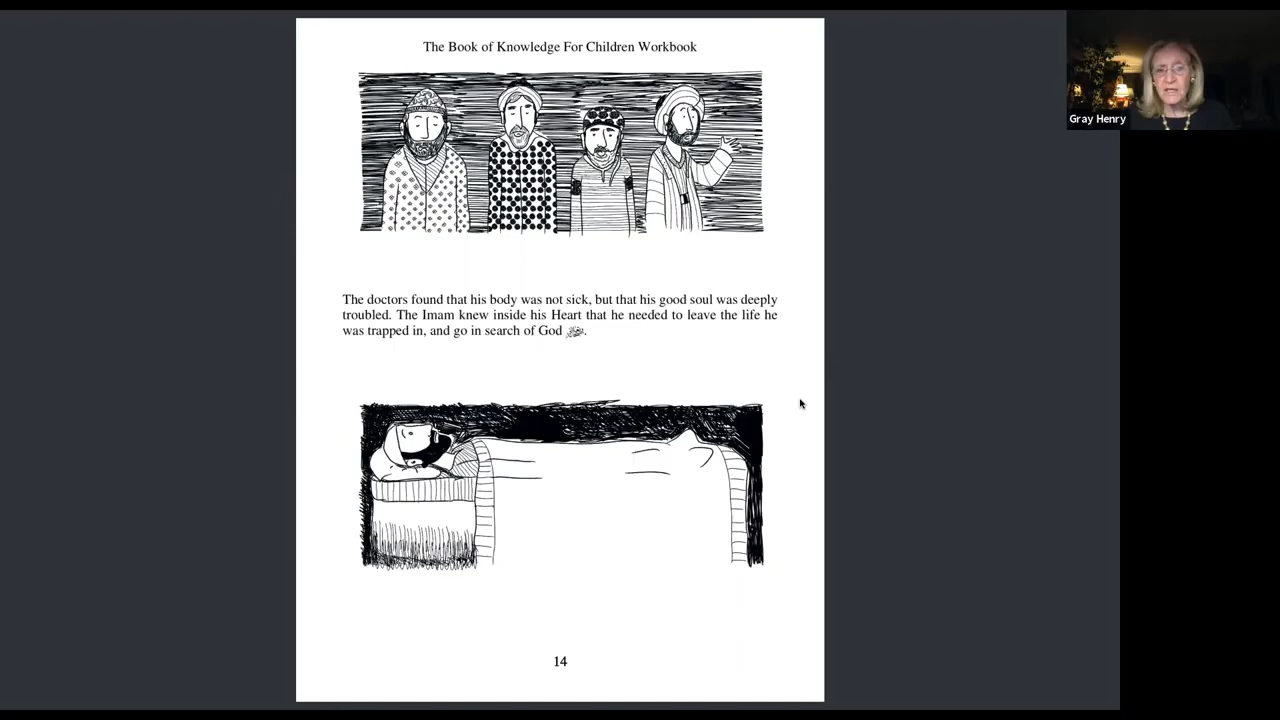 The Book of Knowledge For Children Workbook
Gray Henry
The doctors found that his body was not sick, but that his good soul was deeply
troubled. The Imam knew inside his Heart that he needed to leave the life he
was trapped in, and go in search of God .
14